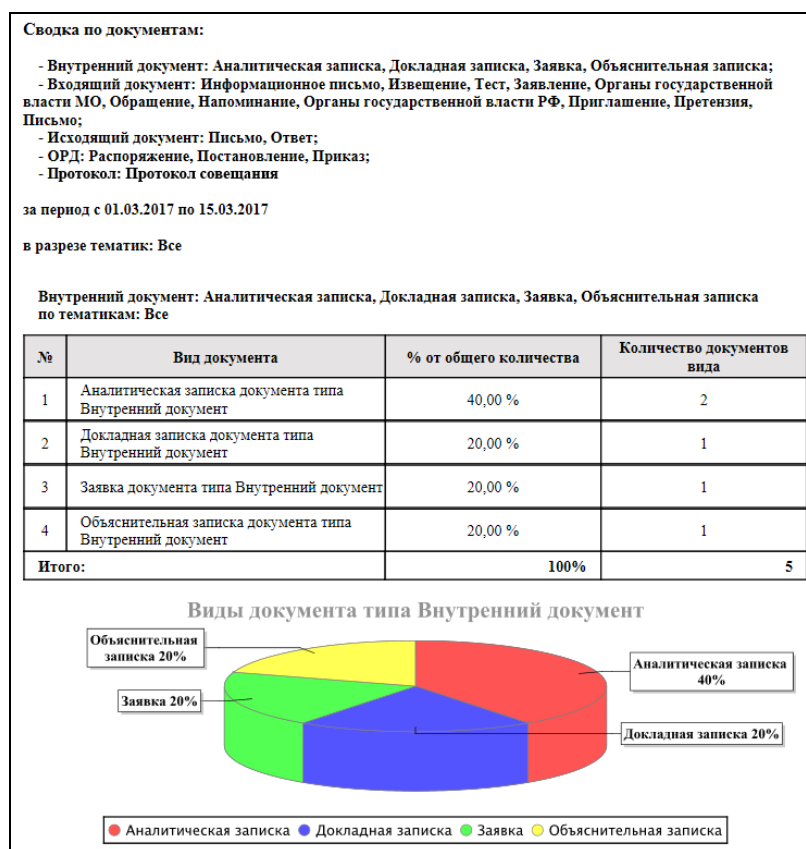 Сводка по документам:
- Внутренний документ: Аналитическая записка, Докладная записка, Заявка, Объяснительная записка;
- Входящий документ: Информационное письмо, Извещение, Тест, Заявление, Органы государственной
власти МО, Обращение, Напоминание, Органы государственной власти РФ, Приглашение, Претензия,
Письмо;
- Исходящий документ: Письмо, Ответ;
- ОРД: Распоряжение, Постановление, Приказ;
- Протокол: Протокол совещания
за период с 01.03.2017 по 15.03.2017
в разрезе тематик: Все
Внутренний документ: Аналитическая записка, Докладная записка, Заявка, Объяснительная записка
по тематикам: Все
№ Вид документа % от общего количества Количество документов
вида
1 Аналитическая записка документа типа
Внутренний документ 40,00 % 2
2 Докладная записка документа типа
Внутренний документ 20,00 % 1
3 Заявка документа типа Внутренний документ 20,00 % 1
4 Объяснительная записка документа типа
Внутренний документ 20,00 % 1
Итого: 100% 5
Виды документа типа Внутренний документ
Объяснительная
записка 20%
Аналитическая записка
40%
Заявка 20%
Докладная записка 20%
Аналитическая записка Докладная записка Заявка Объяснительная записка